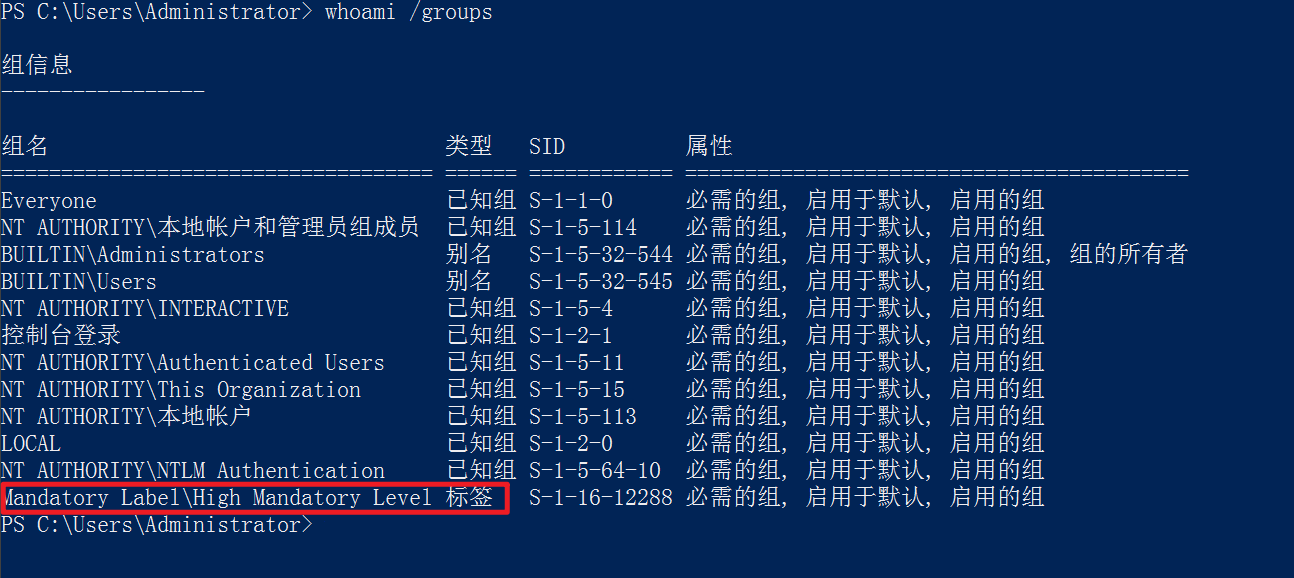 PS C:\Users\Administrator> whoami /groups
组信息
-----------------
组名 类型 SID 属性
==================================== ====== ============ ==========================================
Everyone 已知组 S-1-1-0 必需的组, 启用于默认, 启用的组
NT AUTHORITY\本地帐户和管理员组成员 已知组 S-1-5-114 必需的组, 启用于默认, 启用的组
BUILTIN\Administrators 别名 S-1-5-32-544 必需的组, 启用于默认, 启用的组, 组的所有者
BUILTIN\Users 别名 S-1-5-32-545 必需的组, 启用于默认, 启用的组
NT AUTHORITY\INTERACTIVE 已知组 S-1-5-4 必需的组, 启用于默认, 启用的组
控制台登录 已知组 S-1-2-1 必需的组, 启用于默认, 启用的组
NT AUTHORITY\Authenticated Users 已知组 S-1-5-11 必需的组, 启用于默认, 启用的组
NT AUTHORITY\This Organization 已知组 S-1-5-15 必需的组, 启用于默认, 启用的组
NT AUTHORITY\本地帐户 已知组 S-1-5-113 必需的组, 启用于默认, 启用的组
LOCAL 已知组 S-1-2-0 必需的组, 启用于默认, 启用的组
NT AUTHORITY\NTLM Authentication 已知组 S-1-5-64-10 必需的组, 启用于默认, 启用的组
Mandatory Label\High Mandatory Level 标签 S-1-16-12288 必需的组, 启用于默认, 启用的组
PS C:\Users\Administrator>